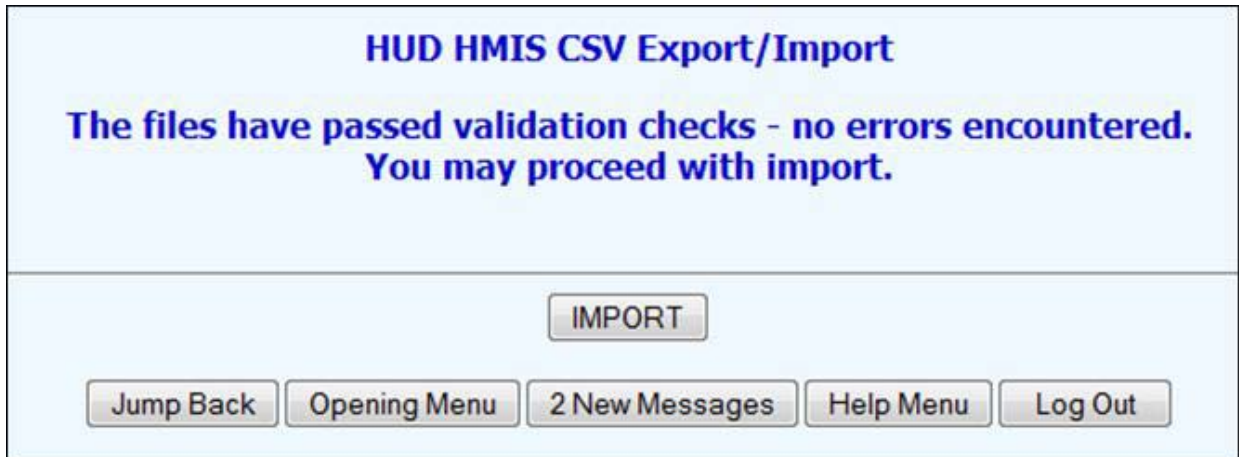 HUD HMIS CSV Export/Import
The files have passed validation checks - no errors encountered.
You may proceed with import.
IMPORT
Jump Back Opening Menu 2 New Messages Help Menu Log Out